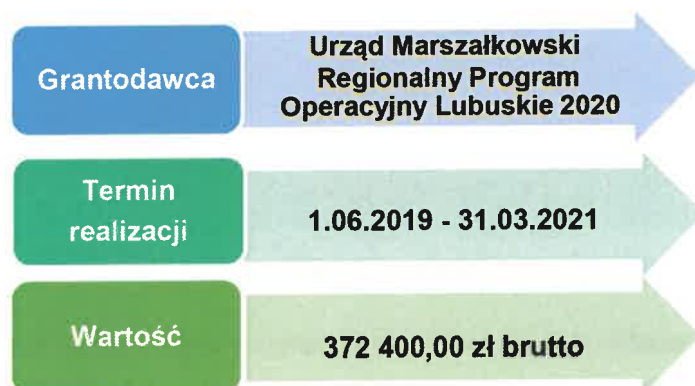 Grantodawca
Urząd Marszałkowski
Regionalny Program
Operacyjny Lubuskie 2020
Termin
realizacji
1.06.2019 - 31.03.2021
Wartość
372 400,00 zł brutto